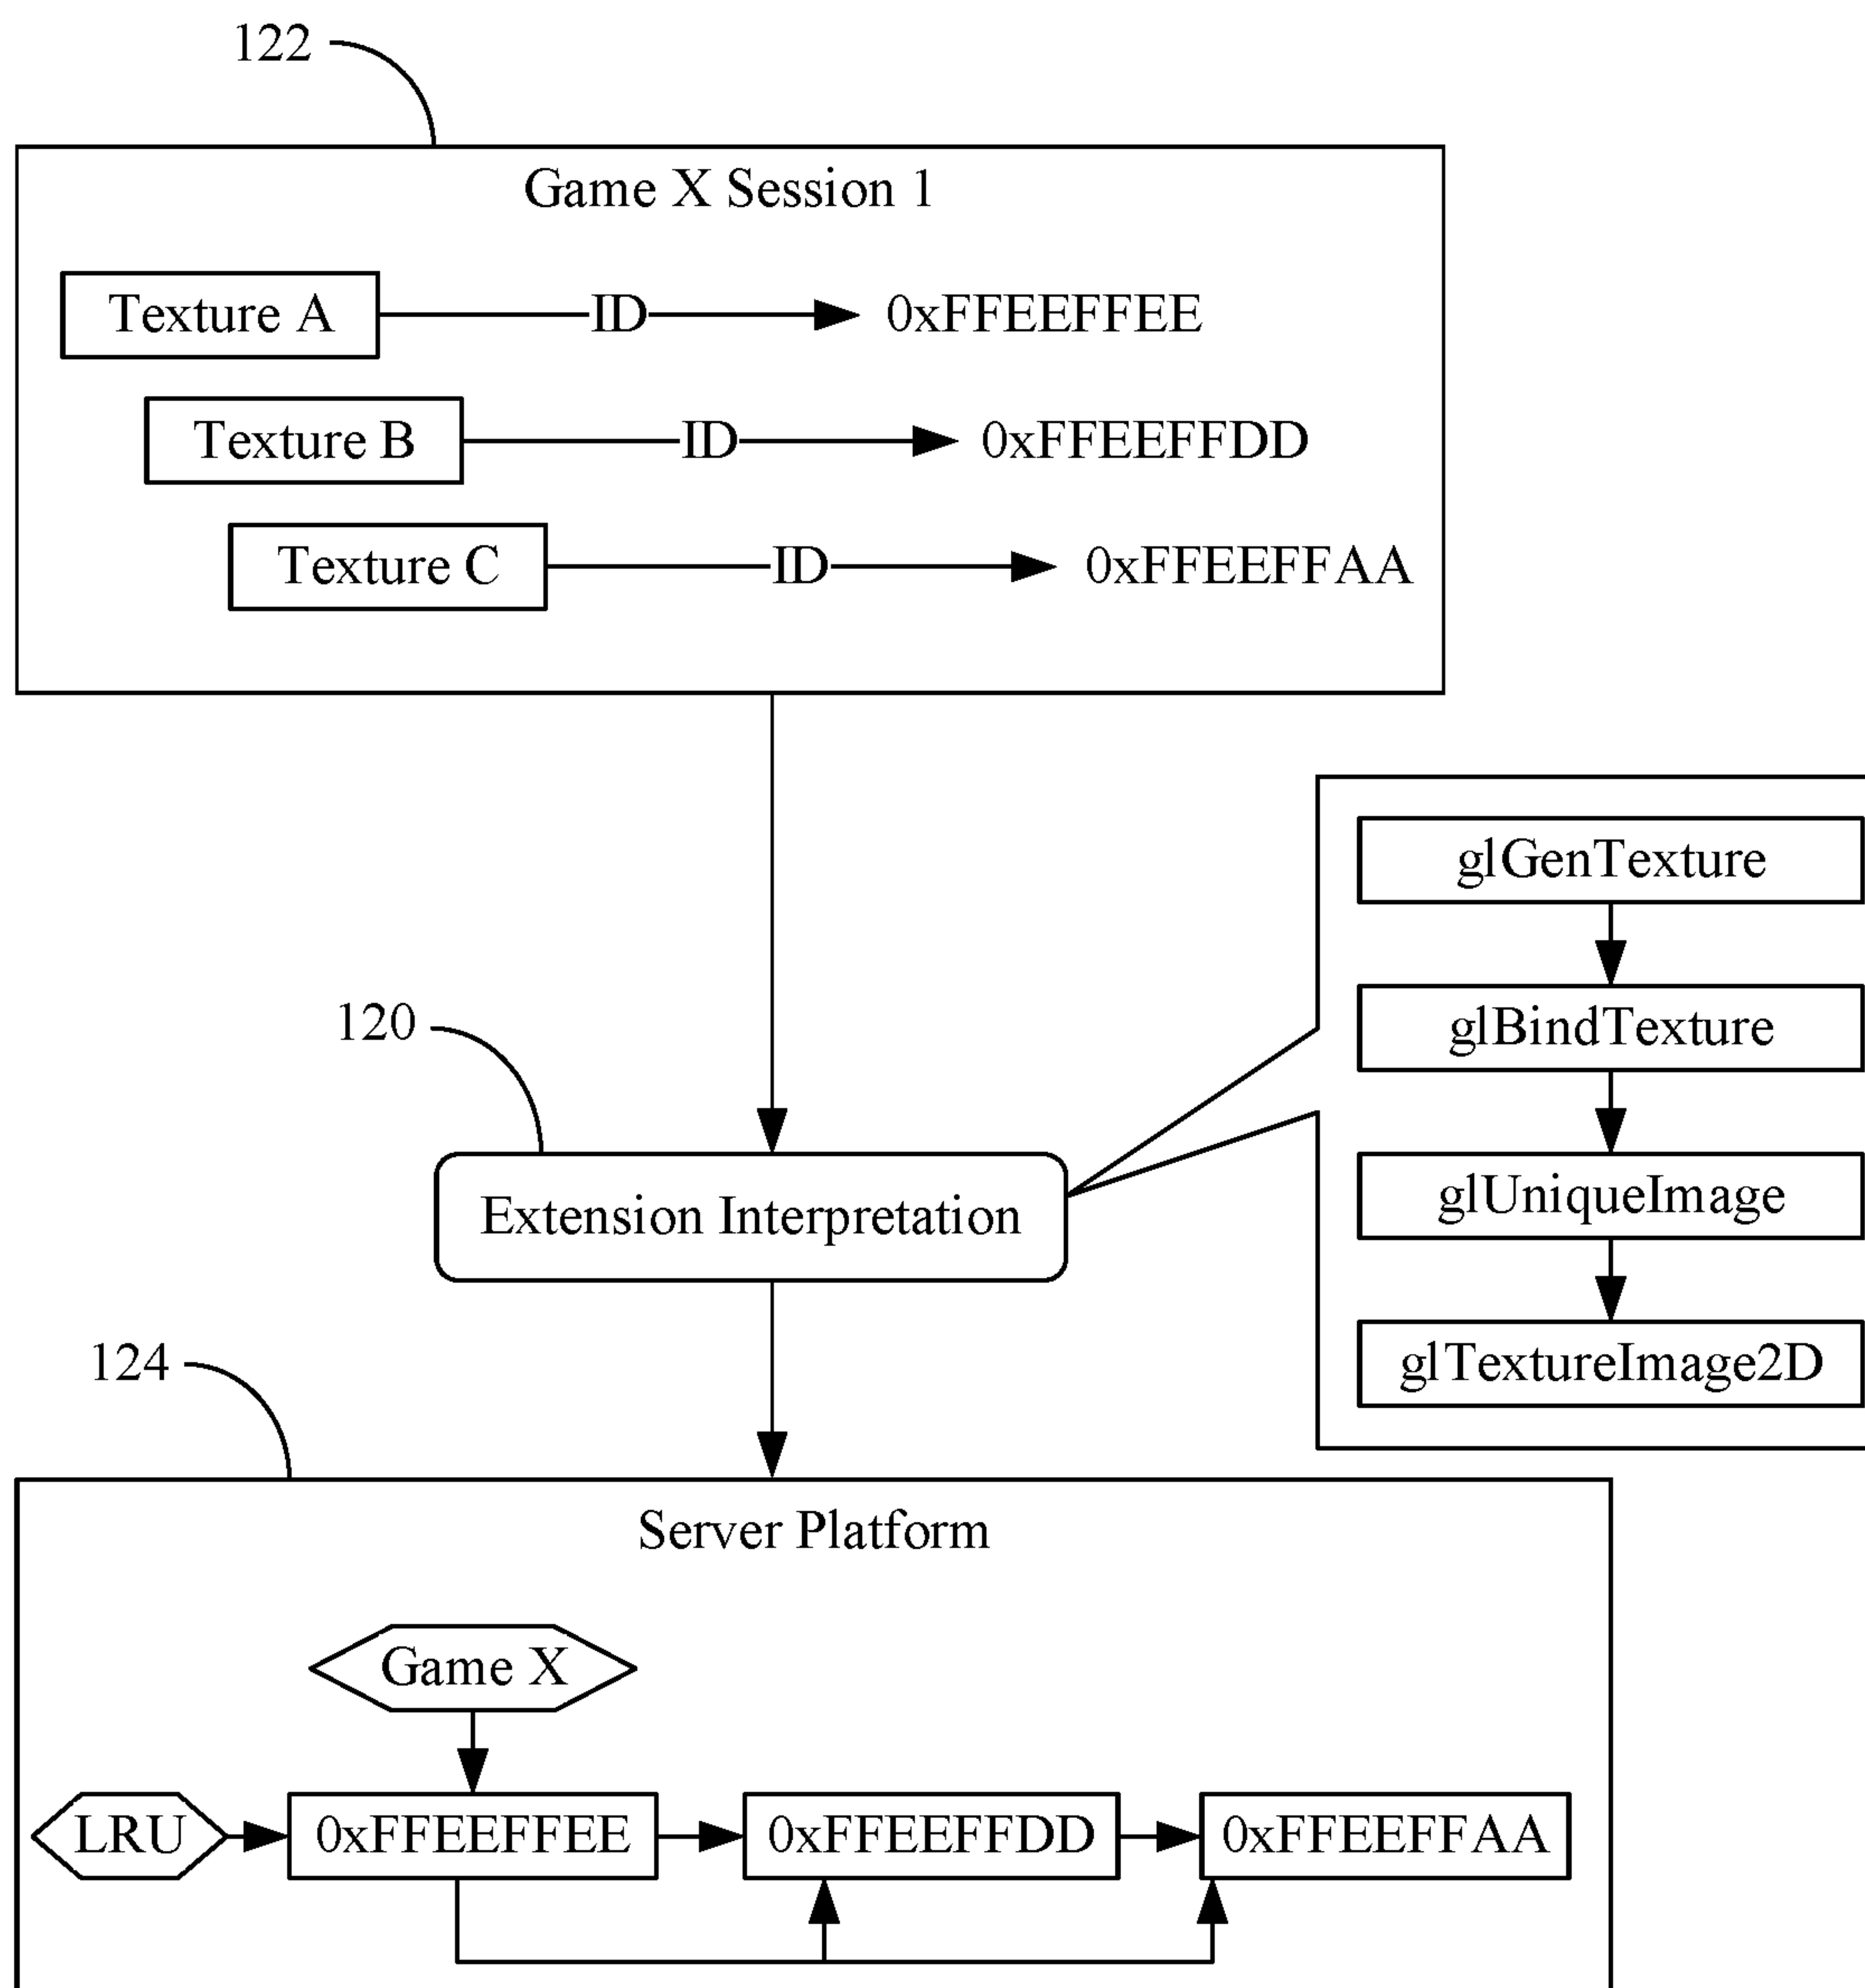 122
Game X Session 1
Texture A
ID
0xFFEEFFEE
Texture B
ID
0xFFEEFFDD
Texture C
ID
0xFFEEFFAA
glGenTexture
glBindTexture
glUniqueImage
glTextureImage2D
120
Extension Interpretation
124
Server Platform
Game X
LRU
0xFFEEFFEE
0xFFEEFFDD
0xFFEEFFAA